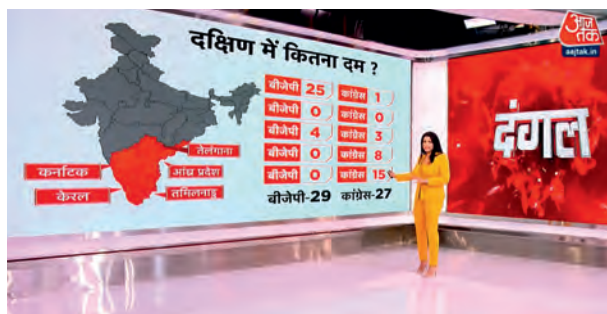 दक्षिण में कितना दम ?
आज तक
aajtak.in
बीजेपी 25 कांग्रेस 1
बीजेपी 0 कांग्रेस 0
बीजेपी 4 कांग्रेस 3
बीजेपी 0 कांग्रेस 8
बीजेपी 0 कांग्रेस 15
बीजेपी-29 कांग्रेस-27
तेलंगाना
कर्नाटक
आंध्र प्रदेश
केरल
तमिलनाडु
दंगल